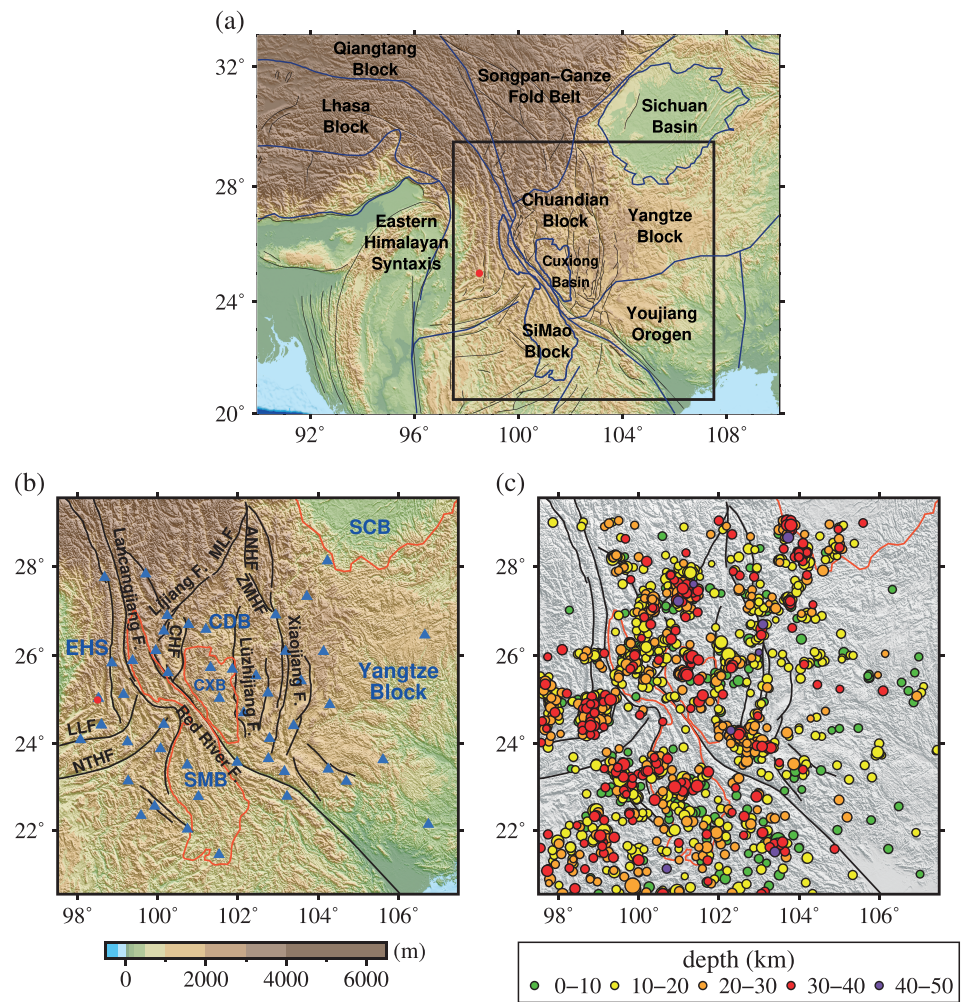 (a)
32°
28°
24°
20°
92°
96°
100°
104°
108°
Qiangtang
Block
Songpan−Ganze
Fold Belt
Lhasa
Block
Sichuan
Basin
Chuandian
Block
Yangtze
Block
Eastern
Himalayan
Syntaxis
Cuxiong
Basin
SiMao
Block
Youjiang
Orogen
(b)
28°
26°
24°
22°
98°
100°
102°
104°
106°
SCB
Lancangjiang F.
Lijiang F.
MLF
ANHF
ZMHF
CHF
CDB
EHS
CXB
Luzhijiang F.
Xiaojiang F.
Yangtze
Block
Red River F.
LLF
NTHF
SMB
(m)
0
2000
4000
6000
(c)
28°
26°
24°
22°
98°
100°
102°
104°
106°
depth (km)
0−10
10−20
20−30
30−40
40−50